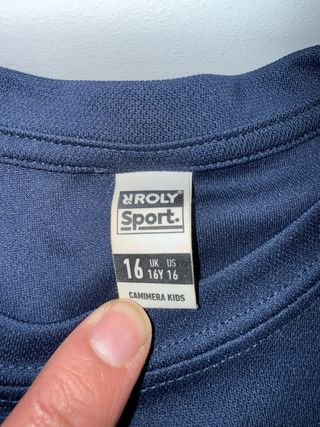 ROLY
Sport.
16 UK US
16Y 16
CAMIMERA KIDS